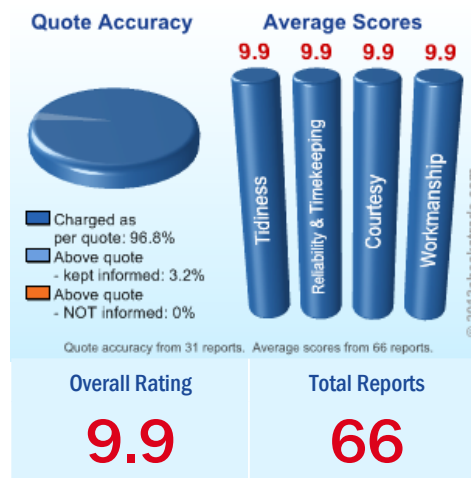 Quote Accuracy
Average Scores
9.9 9.9 9.9 9.9
Tidiness
Reliability & Timekeeping
Courtesy
Workmanship
Charged as
per quote: 96.8%
Above quote
- kept informed: 3.2%
Above quote
- NOT informed: 0%
Quote accuracy from 31 reports. Average scores from 66 reports.
Overall Rating
Total Reports
9.9
66